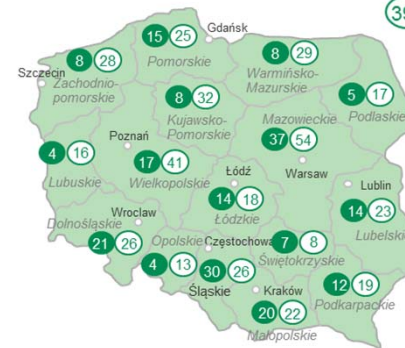 39
15 25
Gdańsk
8 28
Pomorskie
8 29
Szczecin
Zachodnio-
pomorskie
Warmińsko-
Mazurskie
8 32
5 17
Kujawsko-
Pomorskie
Mazowieckie
Podlaskie
37 54
Poznań
4 16
17 41
Warsaw
Lubuskie
Wielkopolskie
Łódź
Lublin
14 18
14 23
Dolnośląskie
Wroclaw
Łódzkie
Lubelski
21 26
Opolskie
Częstochowa
7 8
4 13
30 26
Świętokrzyskie
Śląskie
Kraków
12 19
20 22
Podkarpackie
Małopolskie